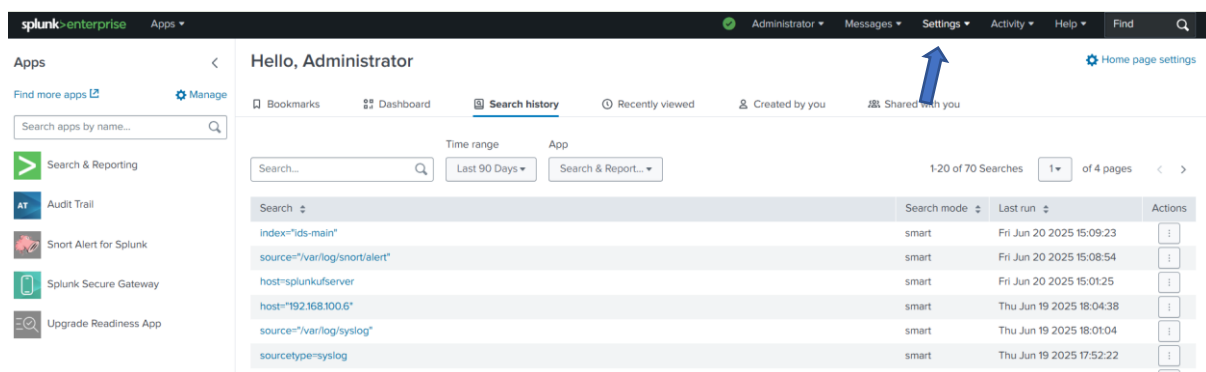 splunk>enterprise Apps Administrator Messages Settings Activity Help Find
Apps
Find more apps Manage
Search apps by name...
Search & Reporting
AT Audit Trail
Snort Alert for Splunk
Splunk Secure Gateway
Upgrade Readiness App
Hello, Administrator
Home page settings
Bookmarks Dashboard Search history Recently viewed Created by you Shared with you
Time range App
Search... Last 90 Days Search & Report... 1-20 of 70 Searches 1 of 4 pages
Search Search mode Last run Actions
index="ids-main" smart Fri Jun 20 2025 15:09:23
source="/var/log/snort/alert" smart Fri Jun 20 2025 15:08:54
host=splunkufserver smart Fri Jun 20 2025 15:01:25
host="192.168.100.6" smart Thu Jun 19 2025 18:04:38
source="/var/log/syslog" smart Thu Jun 19 2025 18:01:04
sourcetype=syslog smart Thu Jun 19 2025 17:52:22